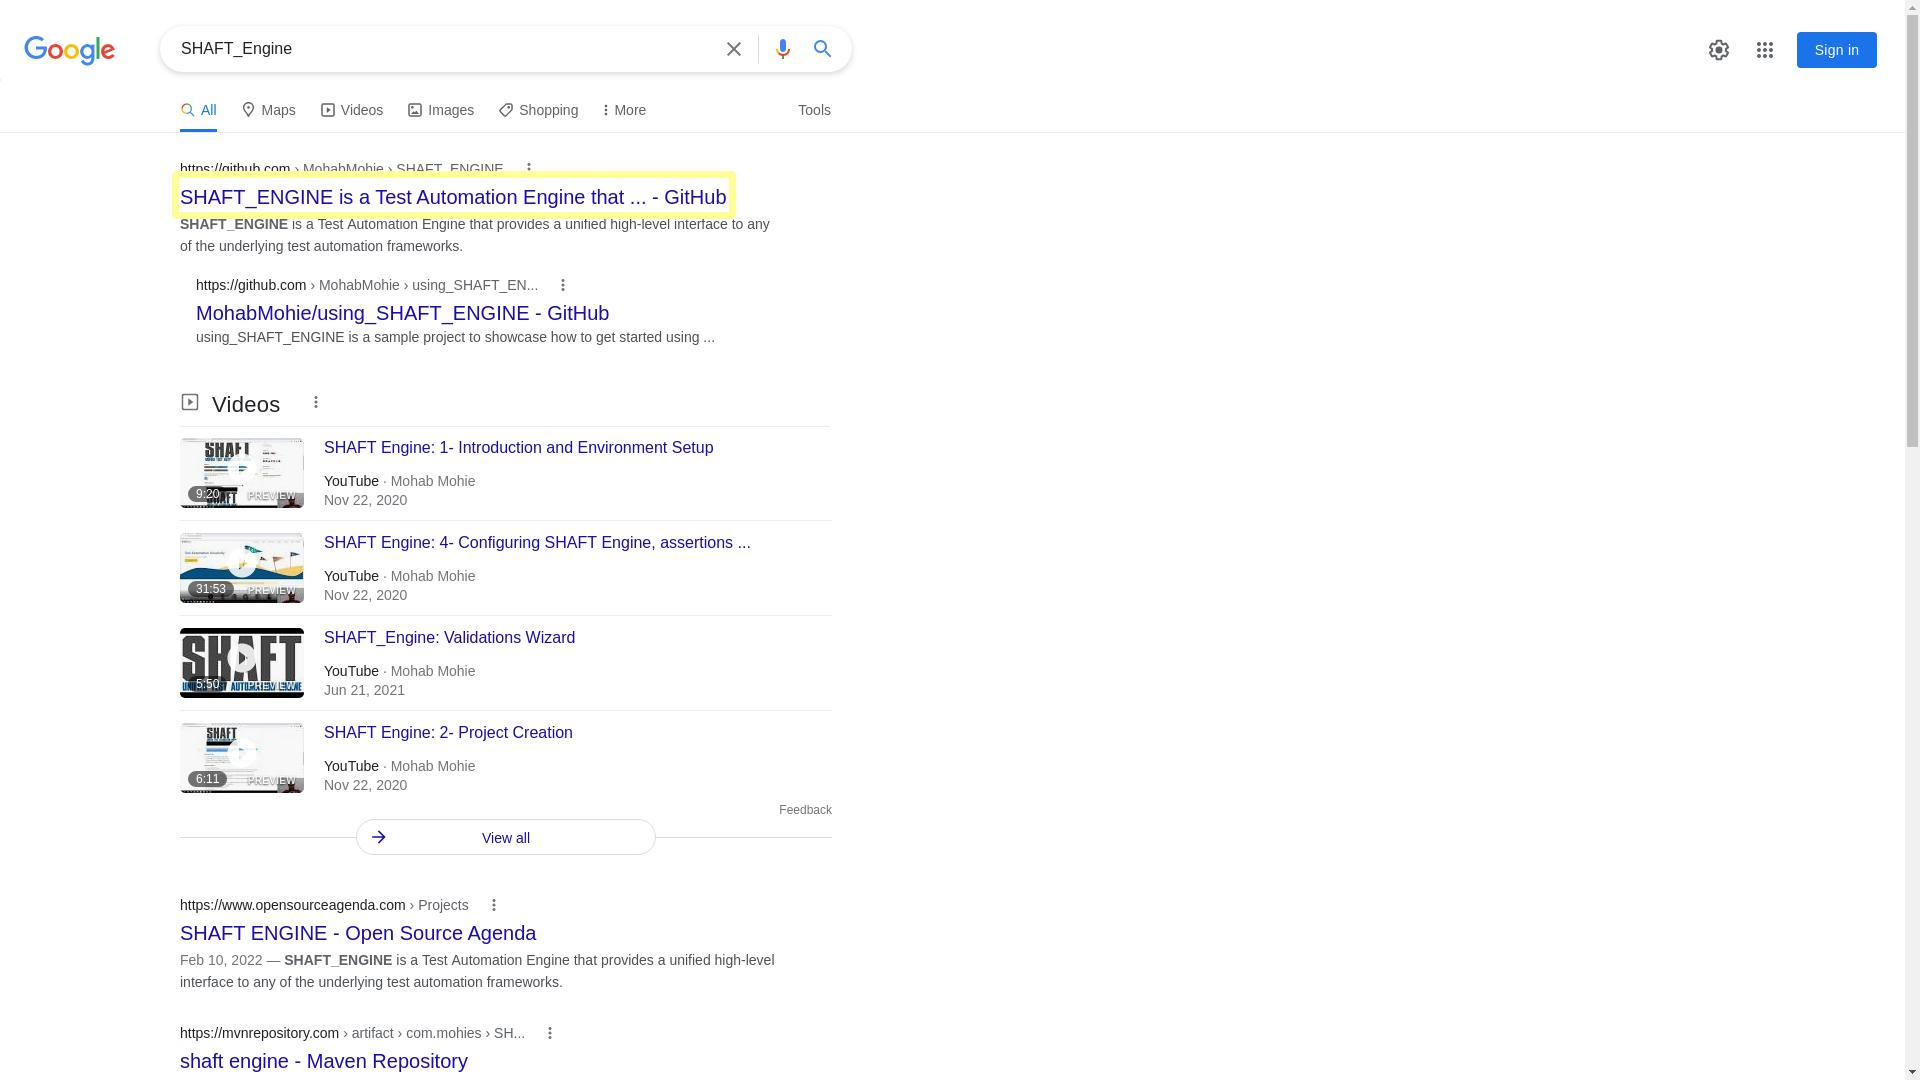 Google
SHAFT_Engine
Sign in
All Maps Videos Images Shopping More Tools
https://github.com › MohabMohie › SHAFT_ENGINE
SHAFT_ENGINE is a Test Automation Engine that ... - GitHub
SHAFT_ENGINE is a Test Automation Engine that provides a unified high-level interface to any
of the underlying test automation frameworks.
https://github.com › MohabMohie › using_SHAFT_EN...
MohabMohie/using_SHAFT_ENGINE - GitHub
using_SHAFT_ENGINE is a sample project to showcase how to get started using ...
Videos
SHAFT
9:20
PREVIEW
SHAFT Engine: 1- Introduction and Environment Setup
YouTube · Mohab Mohie
Nov 22, 2020
31:53
PREVIEW
SHAFT Engine: 4- Configuring SHAFT Engine, assertions ...
YouTube · Mohab Mohie
Nov 22, 2020
SHAFT
5:50
PREVIEW
SHAFT_Engine: Validations Wizard
YouTube · Mohab Mohie
Jun 21, 2021
SHAFT
6:11
PREVIEW
SHAFT Engine: 2- Project Creation
YouTube · Mohab Mohie
Nov 22, 2020
Feedback
View all
https://www.opensourceagenda.com › Projects
SHAFT ENGINE - Open Source Agenda
Feb 10, 2022 — SHAFT_ENGINE is a Test Automation Engine that provides a unified high-level
interface to any of the underlying test automation frameworks.
https://mvnrepository.com › artifact › com.mohies › SH...
shaft engine - Maven Repository